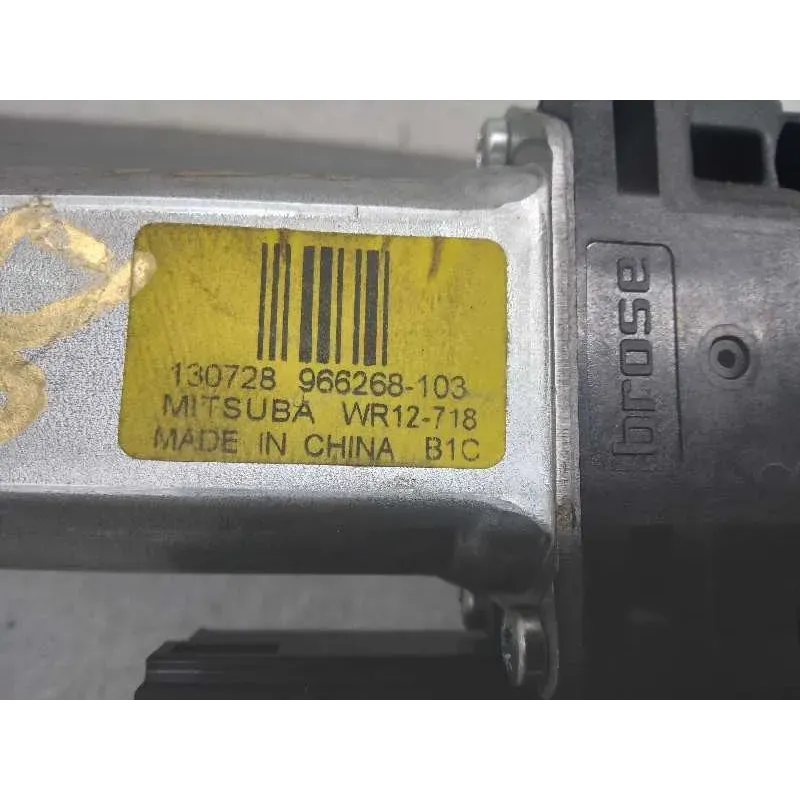 130728 966268-103
MITSUBA WR12-718
MADE IN CHINA B1C
brose